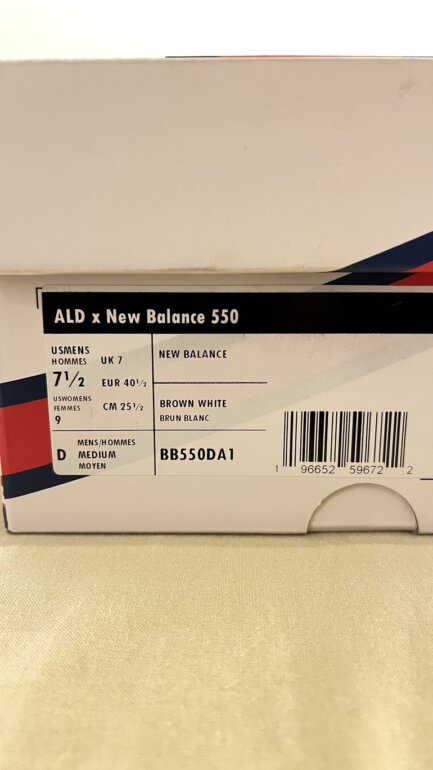 ALD x New Balance 550
USMENS
HOMMES
7½
UK 7
EUR 40½
USWOMENS
FEMMES
9
CM 25½
NEW BALANCE
BROWN WHITE
BRUN BLANC
D
MENS/HOMMES
MEDIUM
MOYEN
BB550DA1
1 96652 59672 2